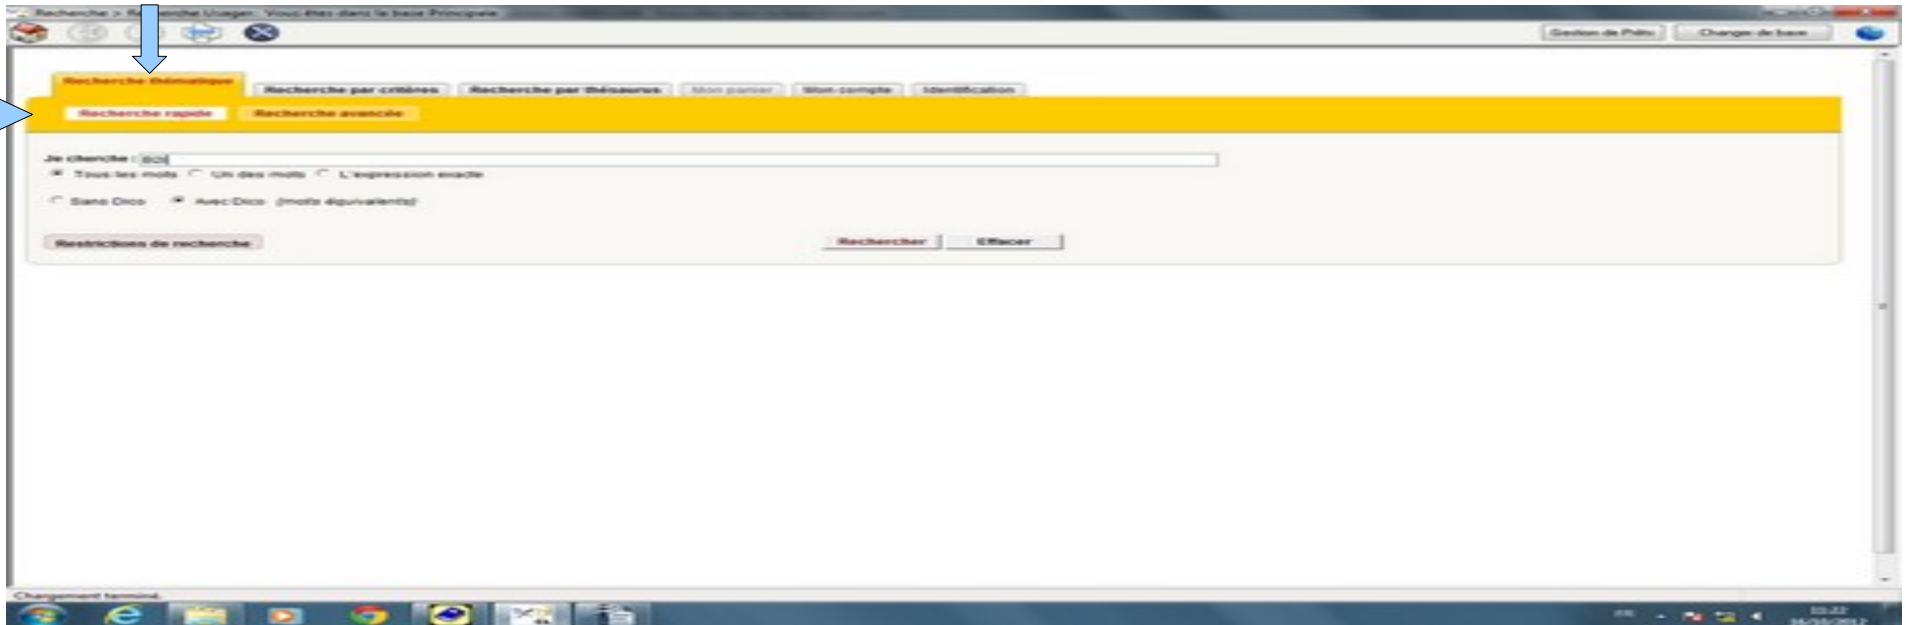 Recherche > Recherche Usager. Vous êtes dans la base Principale
Gestion de Prêts Changer de base
Recherche thématique Recherche par critères Recherche par thésaurus Mon panier Mon compte Identification
Recherche rapide Recherche avancée
Je cherche :
Tous les mots Un des mots L'expression exacte
Sans Dico Avec Dico (mots équivalents)
Restrictions de recherche Rechercher Effacer
Chargement terminé.
FR